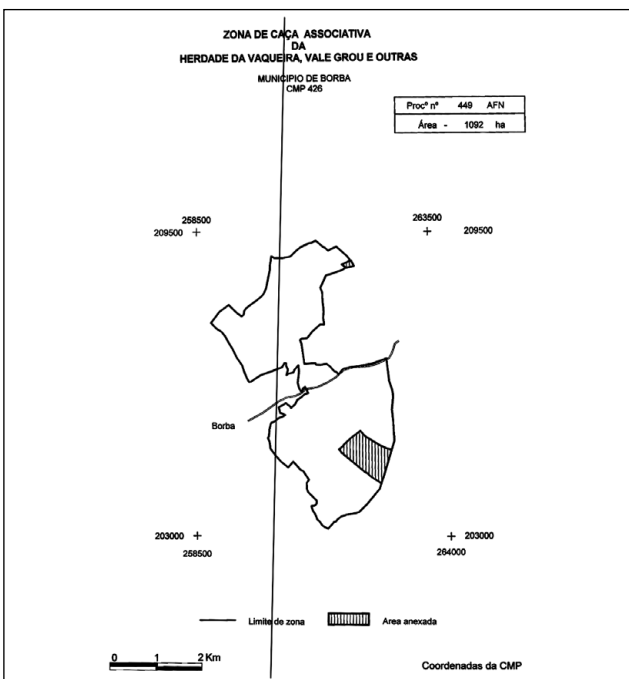 ZONA DE CAÇA ASSOCIATIVA
DA
HERDADE DA VAQUEIRA, VALE GROU E OUTRAS
MUNICIPIO DE BORBA
CMP 426
Procº nº 449 AFN
Área - 1092 ha
258500
209500
263500
209500
Borba
203000
258500
203000
264000
Limite de zona
Area anexada
0 1 2 Km
Coordenadas da CMP